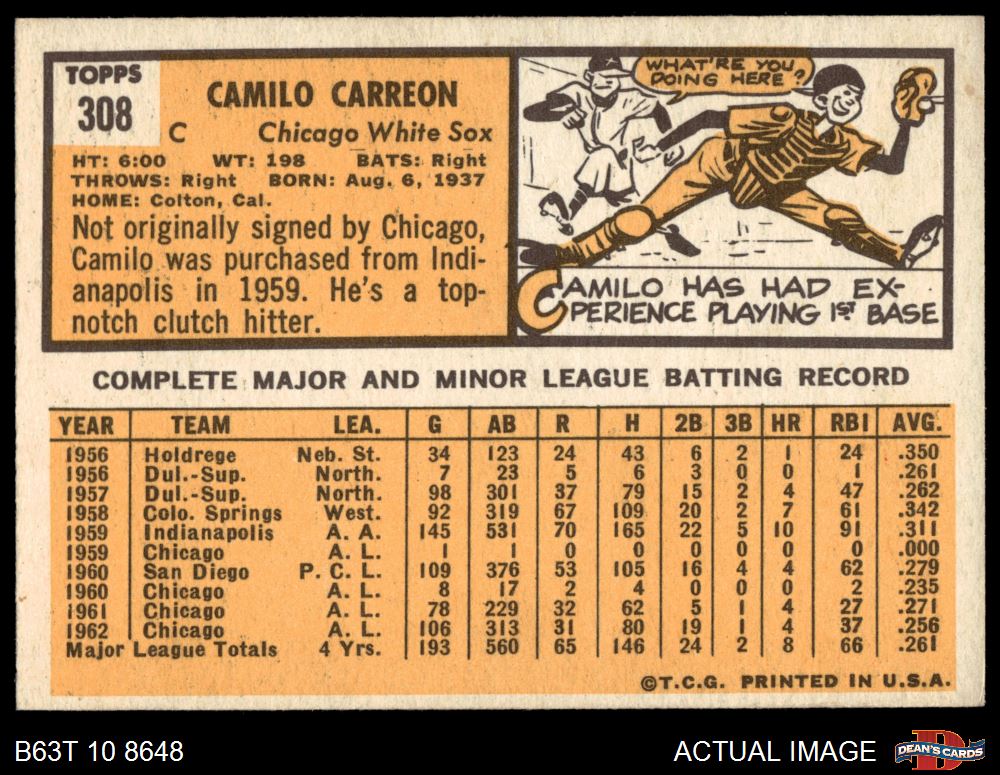 TOPPS
308
CAMILO CARREON
C Chicago White Sox
HT: 6:00 WT: 198 BATS: Right
THROWS: Right BORN: Aug. 6, 1937
HOME: Colton, Cal.
Not originally signed by Chicago,
Camilo was purchased from Indi-
anapolis in 1959. He's a top-
notch clutch hitter.
WHAT'RE YOU
DOING HERE?
CAMILO HAS HAD EX-
PERIENCE PLAYING 1ST BASE
COMPLETE MAJOR AND MINOR LEAGUE BATTING RECORD
YEAR TEAM LEA. G AB R H 2B 3B HR RBI AVG.
1956 Holdrege Neb. St. 34 123 24 43 6 2 1 24 .350
1956 Dul.-Sup. North. 7 23 5 6 3 0 0 1 .261
1957 Dul.-Sup. North. 98 301 37 79 15 2 4 47 .262
1958 Colo. Springs West. 92 319 67 109 20 2 7 61 .342
1959 Indianapolis A. A. 145 531 70 165 22 5 10 91 .311
1959 Chicago A. L. 1 1 0 0 0 0 0 0 .000
1960 San Diego P. C. L. 109 376 53 105 16 4 4 62 .279
1960 Chicago A. L. 8 17 2 4 0 0 0 2 .235
1961 Chicago A. L. 78 229 32 62 5 1 4 27 .271
1962 Chicago A. L. 106 313 31 80 19 1 4 37 .256
Major League Totals 4 Yrs. 193 560 65 146 24 2 8 66 .261
©T.C.G. PRINTED IN U.S.A.
B63T 10 8648
ACTUAL IMAGE
DEAN'S CARDS